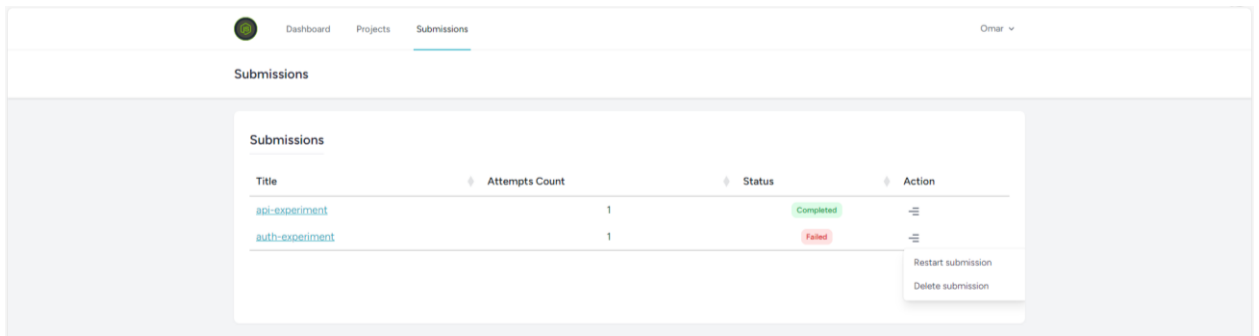 Dashboard Projects Submissions Omar
Submissions
Submissions
Title Attempts Count Status Action
api-experiment 1 Completed
auth-experiment 1 Failed
Restart submission
Delete submission